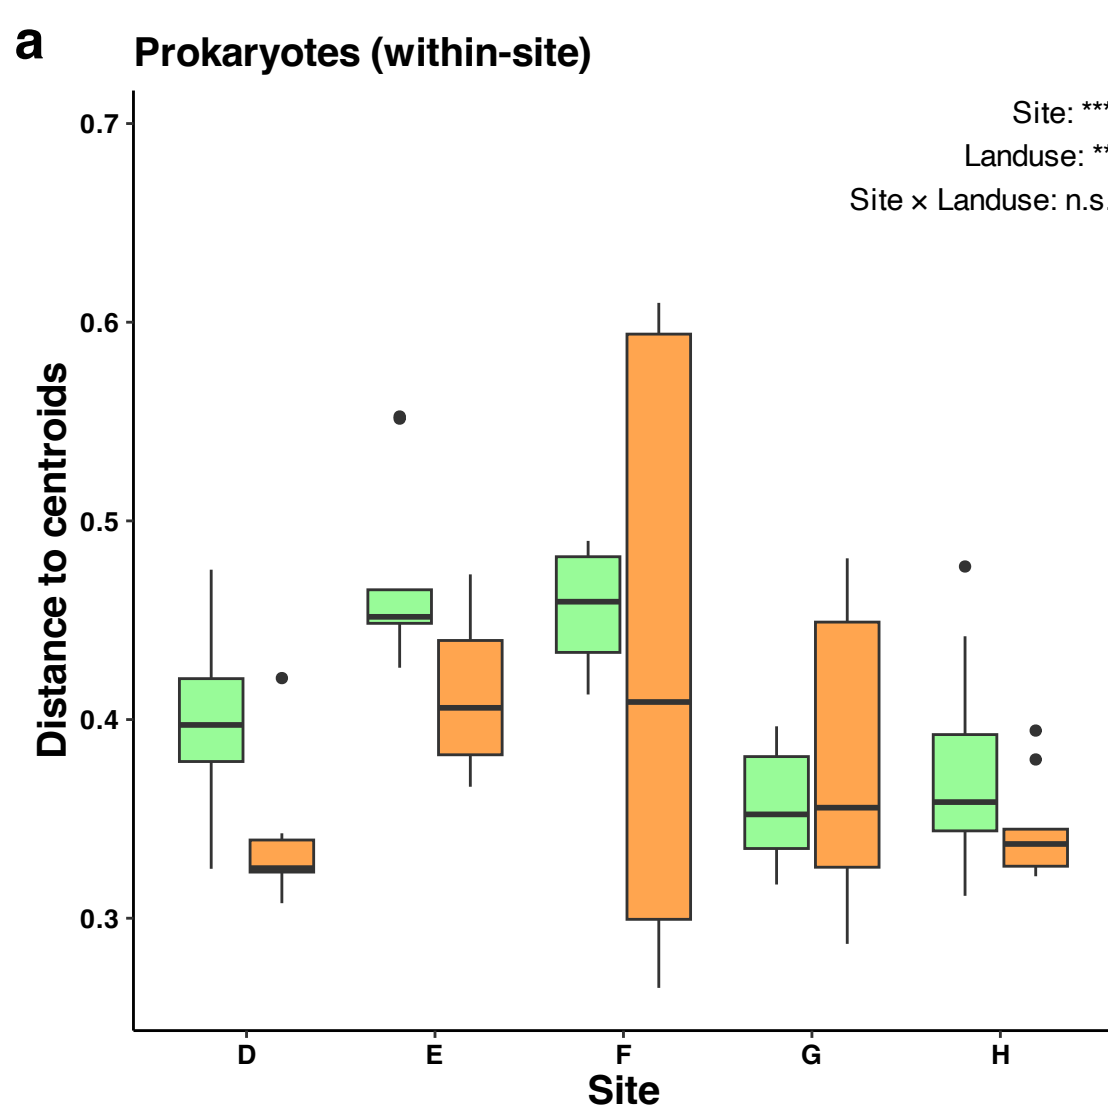 a
Prokaryotes (within-site)
Site: ***
Landuse: **
Site × Landuse: n.s.
0.7
0.6
0.5
0.4
0.3
Distance to centroids
D E F G H
Site